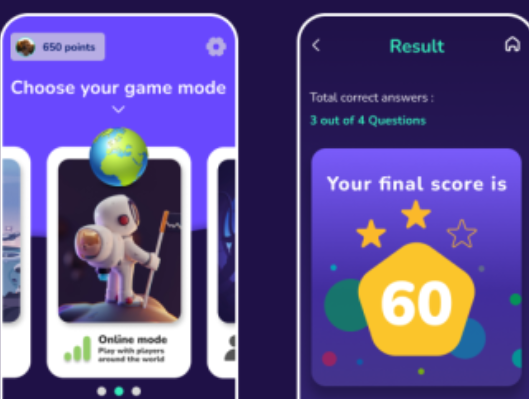 650 points
Choose your game mode
Online mode
Play with players
around the world
Result
Total correct answers :
3 out of 4 Questions
Your final score is
60